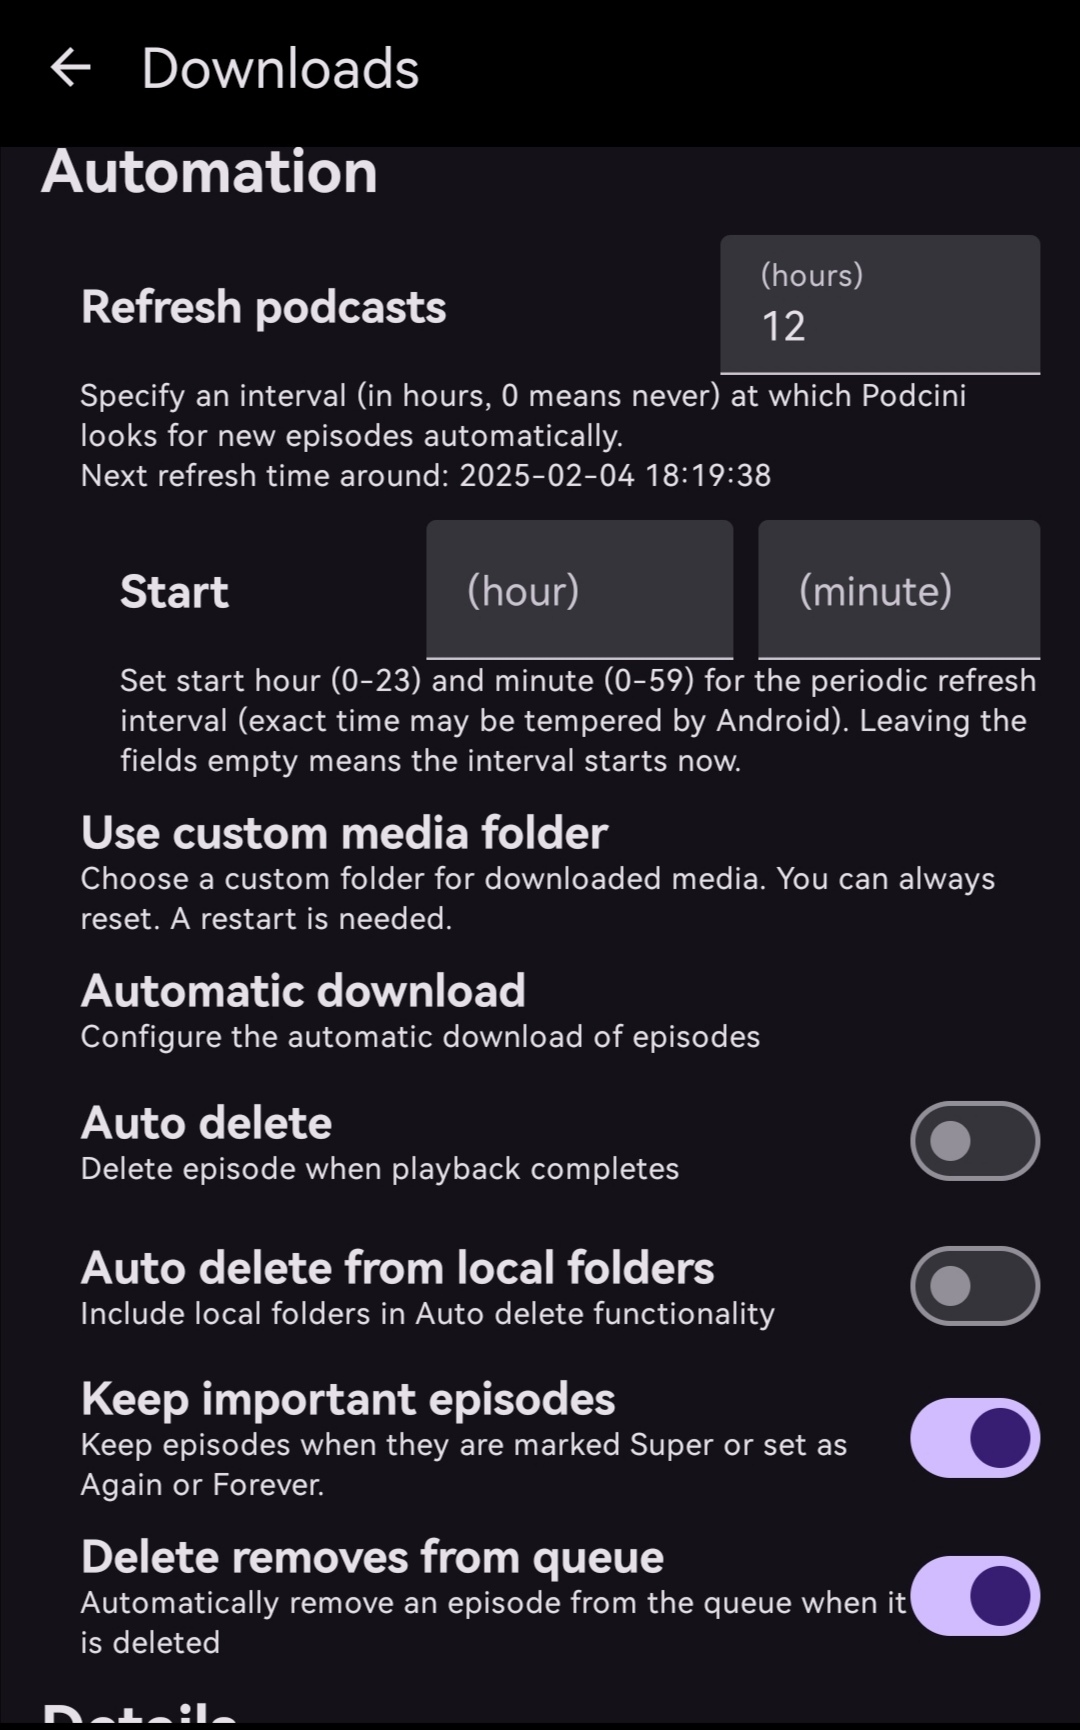 Downloads
Automation
Refresh podcasts
(hours)
12
Specify an interval (in hours, 0 means never) at which Podcini
looks for new episodes automatically.
Next refresh time around: 2025-02-04 18:19:38
Start
(hour)
(minute)
Set start hour (0-23) and minute (0-59) for the periodic refresh
interval (exact time may be tempered by Android). Leaving the
fields empty means the interval starts now.
Use custom media folder
Choose a custom folder for downloaded media. You can always
reset. A restart is needed.
Automatic download
Configure the automatic download of episodes
Auto delete
Delete episode when playback completes
Auto delete from local folders
Include local folders in Auto delete functionality
Keep important episodes
Keep episodes when they are marked Super or set as
Again or Forever.
Delete removes from queue
Automatically remove an episode from the queue when it
is deleted
Details